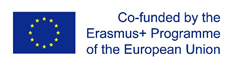 Co-funded by the
Erasmus+ Programme
of the European Union